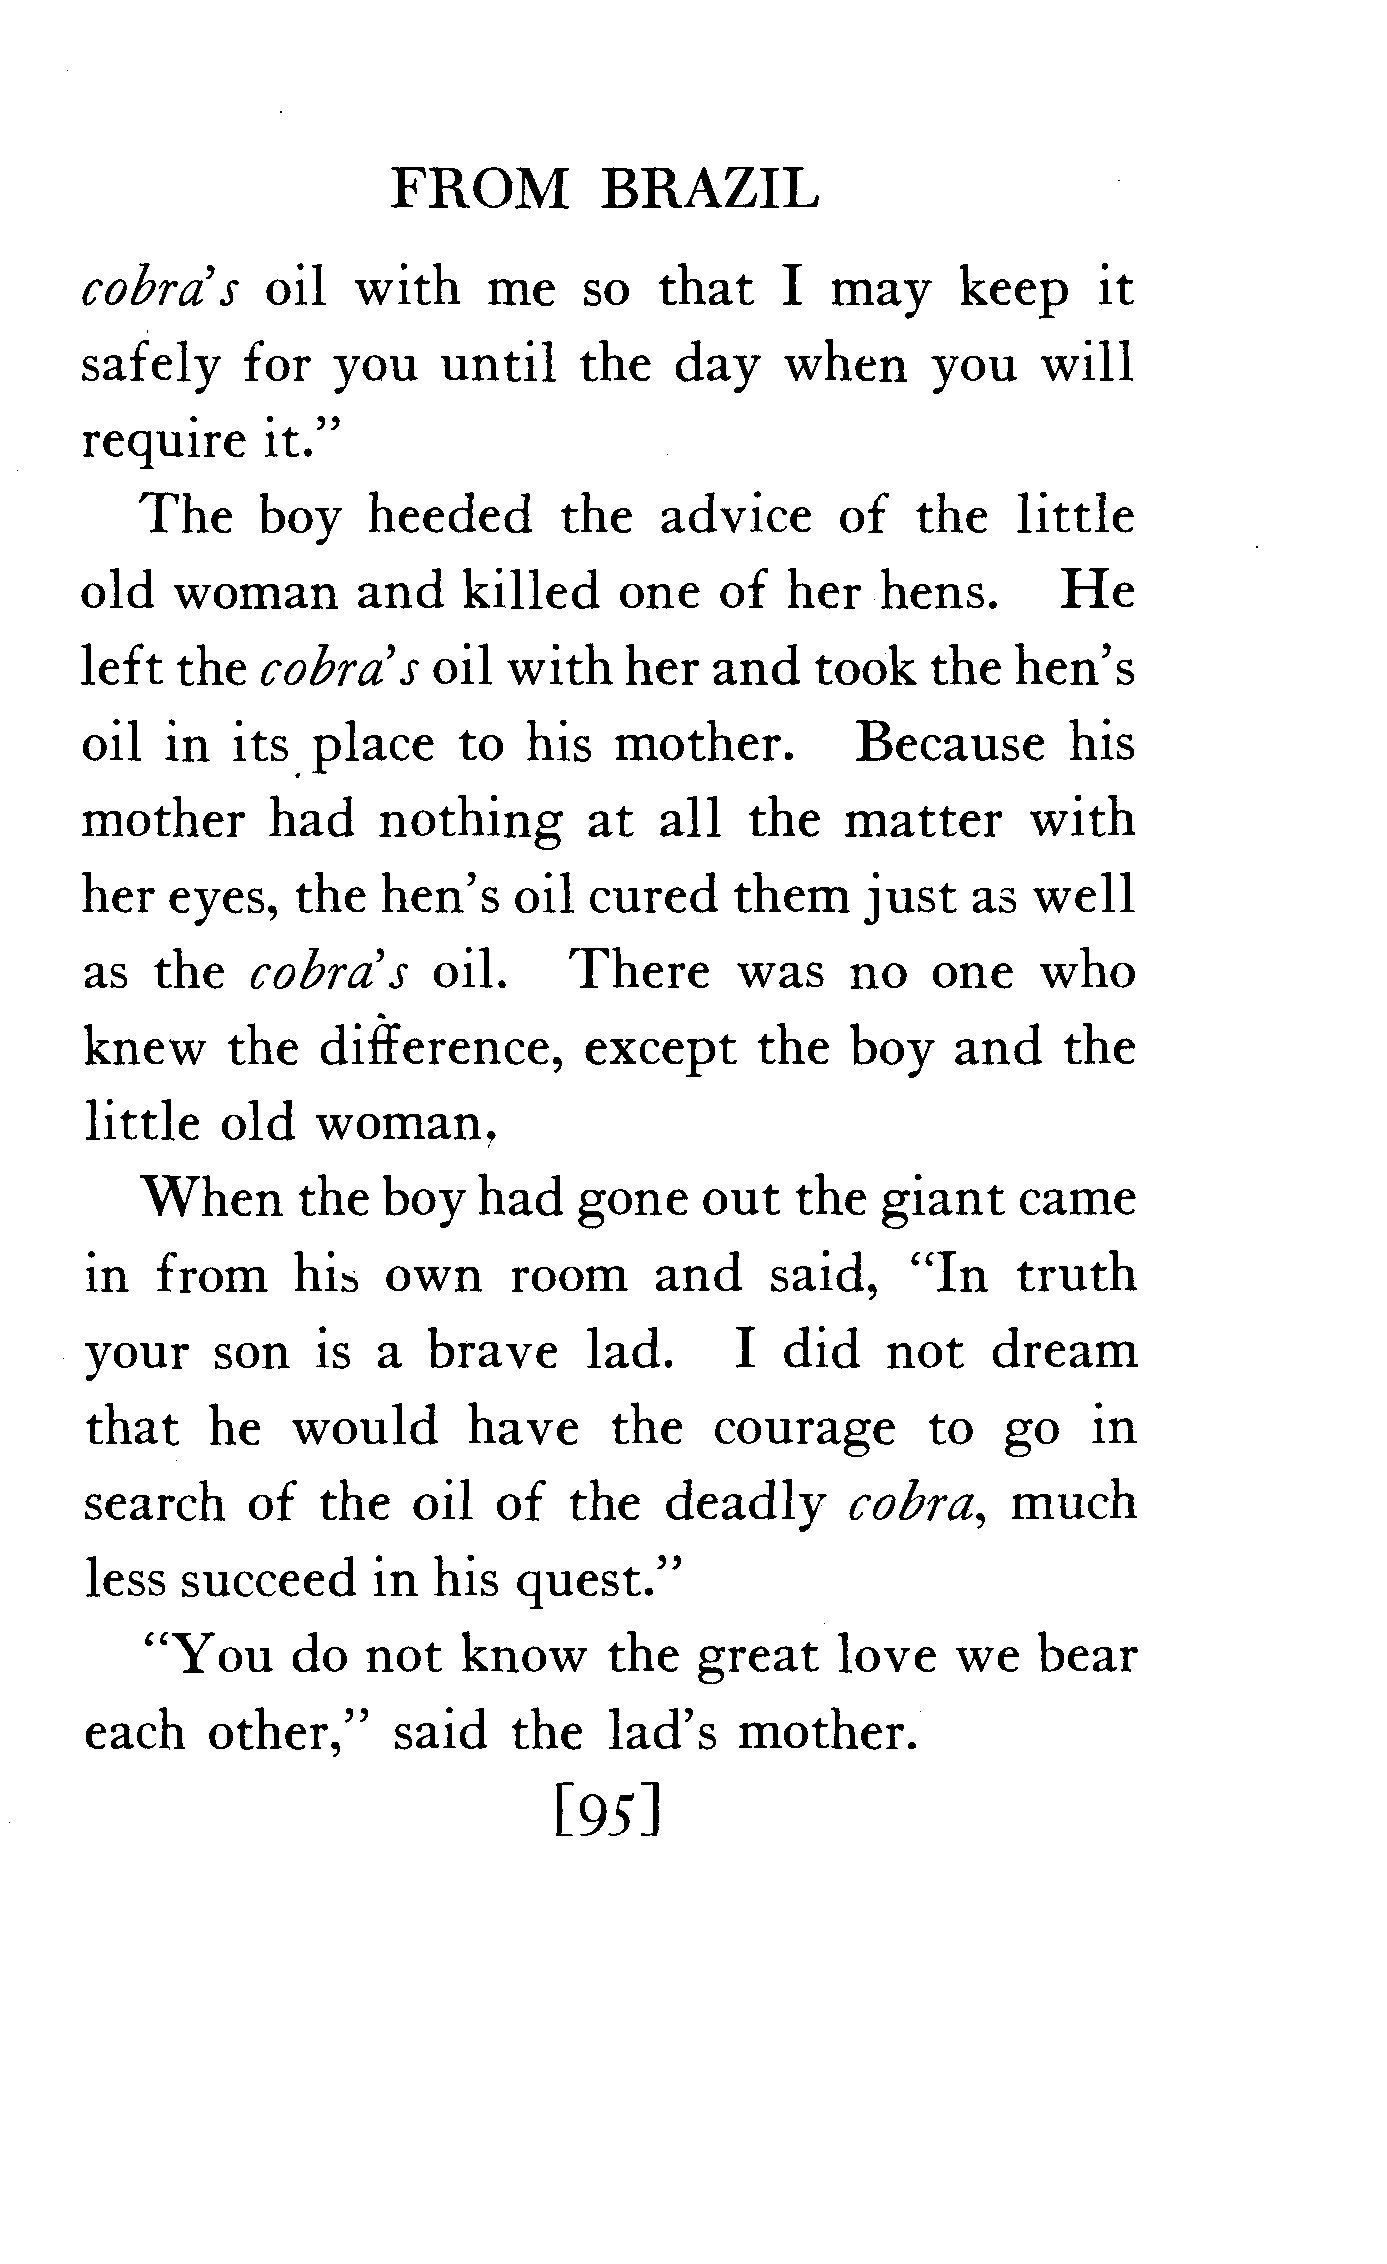 FROM BRAZIL
cobra's oil with me so that I may keep it
safely for you until the day when you will
require it.”
The boy heeded the advice of the little
old woman and killed one of her hens. He
left the cobra's oil with her and took the hen's
oil in its place to his mother. Because his
mother had nothing at all the matter with
her eyes, the hen's oil cured them just as well
as the cobra's oil. There was no one who
knew the difference, except the boy and the
little old woman,
When the boy had gone out the giant came
in from his own room and said, “In truth
your son is a brave lad. I did not dream
that he would have the courage to go in
search of the oil of the deadly cobra, much
less succeed in his quest.”
“You do not know the great love we bear
each other,” said the lad's mother.
[95]